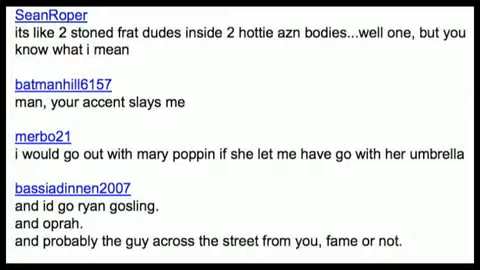 SeanRoper
its like 2 stoned frat dudes inside 2 hottie azn bodies...well one, but you
know what i mean
batmanhill6157
man, your accent slays me
merbo21
i would go out with mary poppin if she let me have go with her umbrella
bassiadinnen2007
and id go ryan gosling.
and oprah.
and probably the guy across the street from you, fame or not.